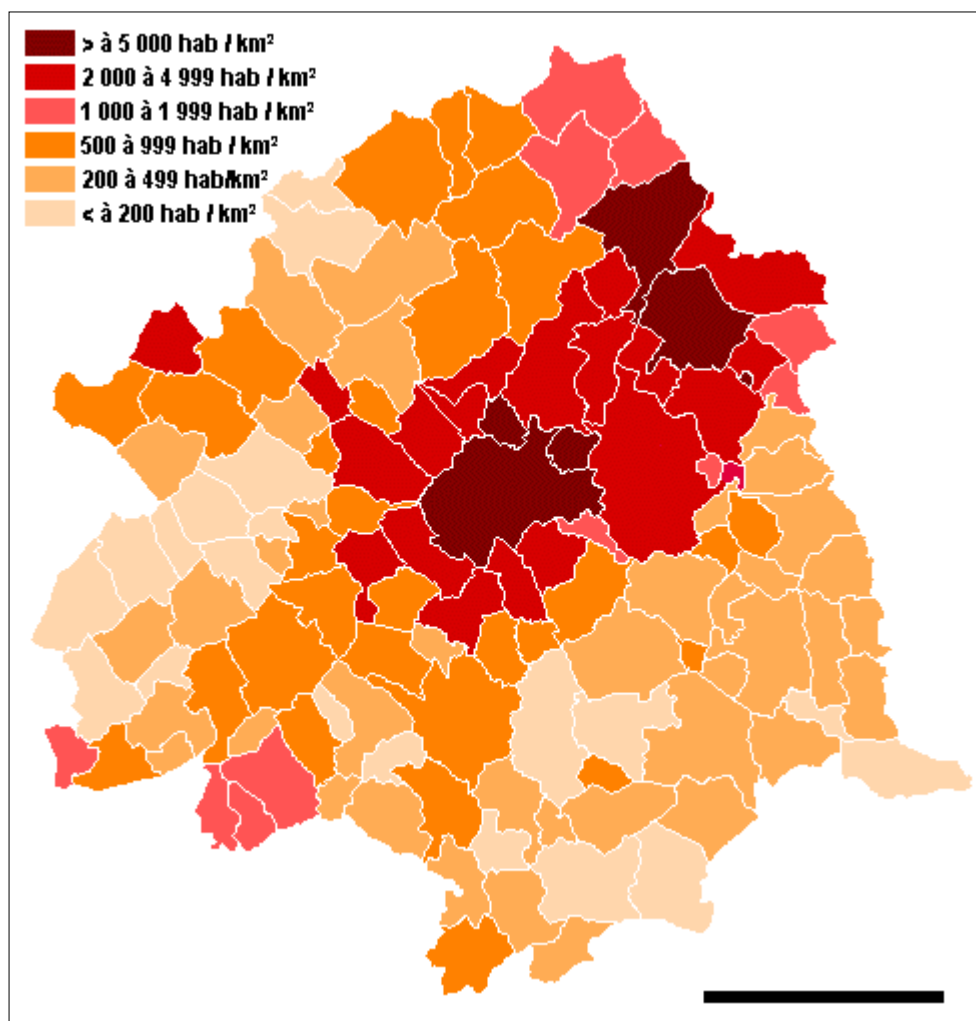 > à 5 000 hab / km²
2 000 à 4 999 hab / km²
1 000 à 1 999 hab / km²
500 à 999 hab / km²
200 à 499 hab/km²
< à 200 hab / km²